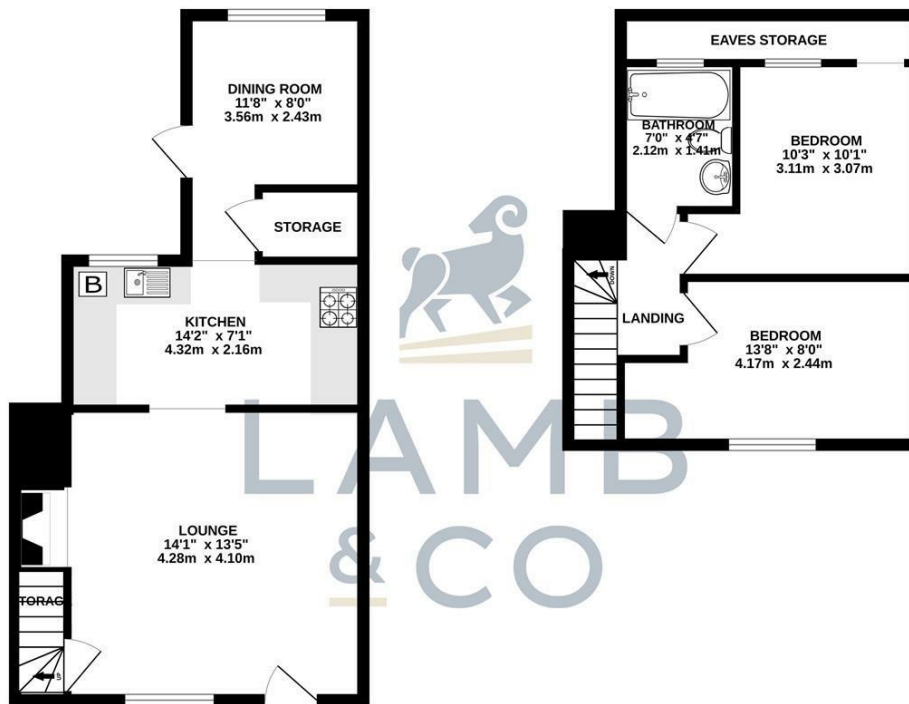 DINING ROOM
11'8" x 8'0"
3.56m x 2.43m
STORAGE
B
KITCHEN
14'2" x 7'1"
4.32m x 2.16m
LOUNGE
14'1" x 13'5"
4.28m x 4.10m
TORAG
UP
EAVES STORAGE
BATHROOM
7'0" x 4'7"
2.12m x 1.41m
BEDROOM
10'3" x 10'1"
3.11m x 3.07m
DOWN
LANDING
BEDROOM
13'8" x 8'0"
4.17m x 2.44m
LAMB
& CO